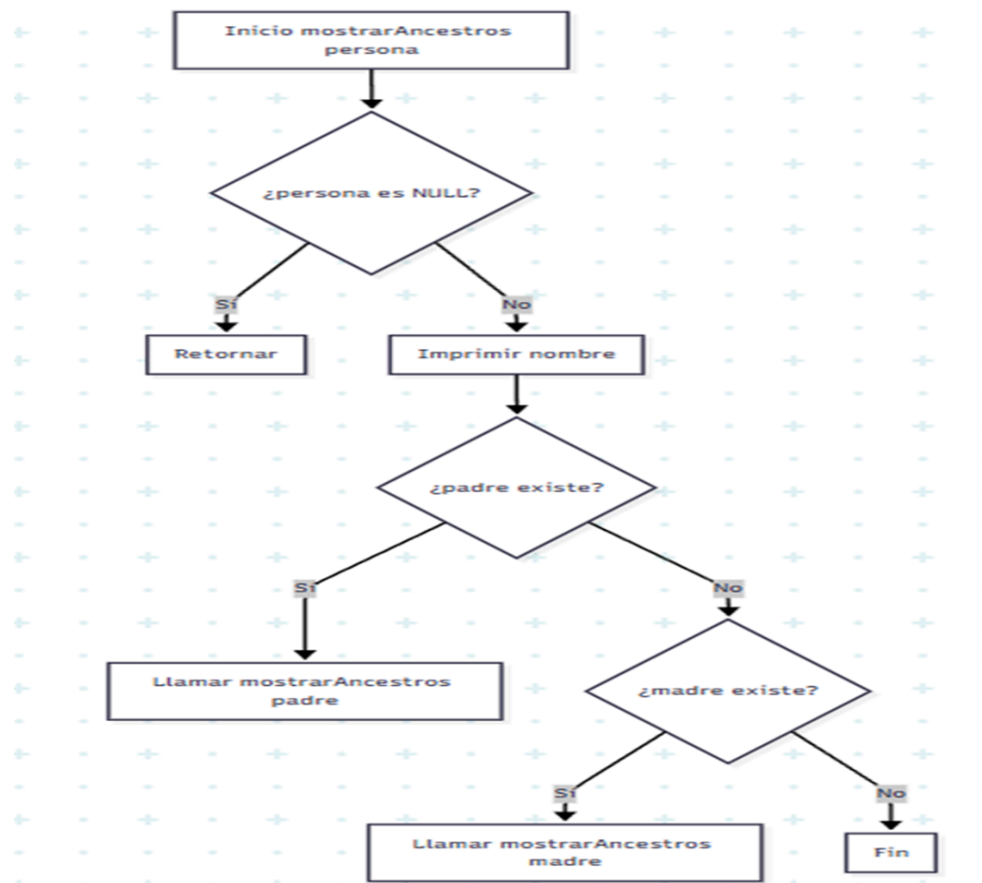 Inicio mostrarAncestros
persona
¿persona es NULL?
Sí
No
Retornar
Imprimir nombre
¿padre existe?
Sí
No
Llamar mostrarAncestros
padre
¿madre existe?
Sí
No
Llamar mostrarAncestros
madre
Fin